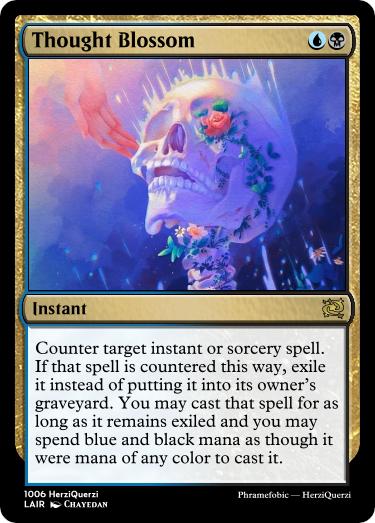 Thought Blossom
Instant
Counter target instant or sorcery spell.
If that spell is countered this way, exile
it instead of putting it into its owner's
graveyard. You may cast that spell for as
long as it remains exiled and you may
spend blue and black mana as though it
were mana of any color to cast it.
1006 HerziQuerzi
LAIR Chayedan
Phramefobic — HerziQuerzi